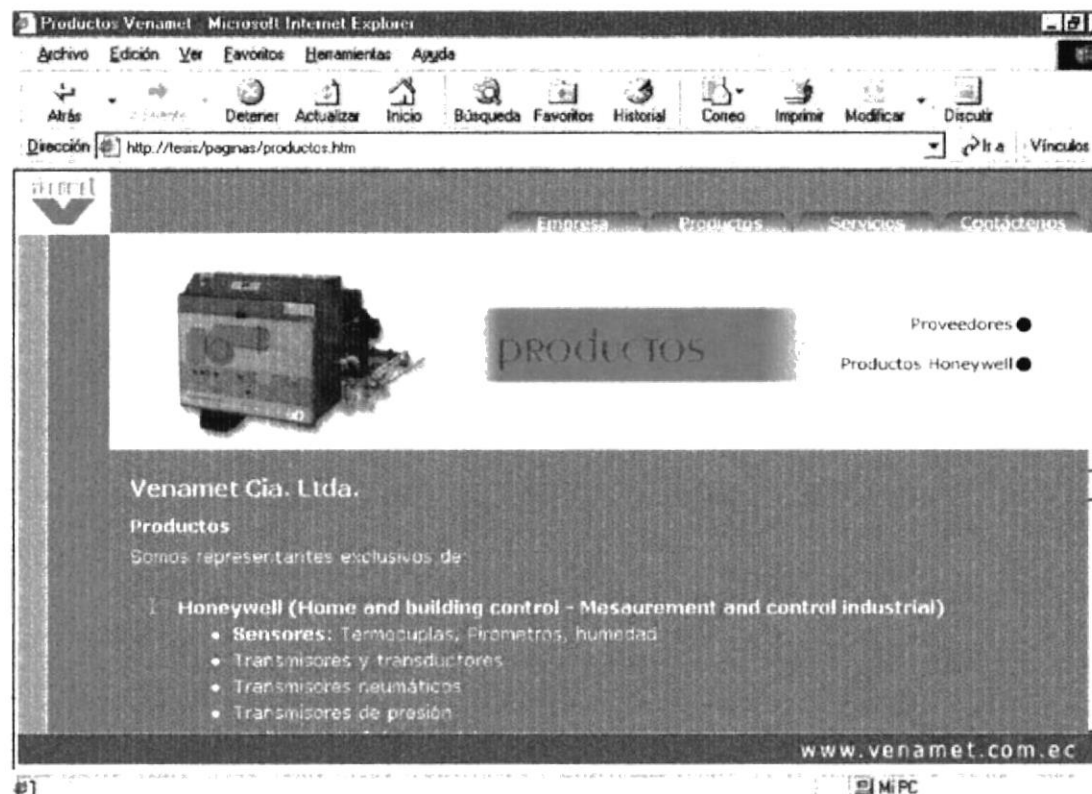 Productos Venamet - Microsoft Internet Explorer
Archivo Edición Ver Favoritos Herramientas Ayuda
Atrás Detener Actualizar Inicio Búsqueda Favoritos Historial Correo Imprimir Modificar Discutir
Dirección http://tesis/paginas/productos.htm Ir a Vínculos
venamet
Empresa Productos Servicios Contáctenos
productos
Proveedores
Productos Honeywell
Venamet Cia. Ltda.
Productos
Somos representantes exclusivos de:
1 Honeywell (Home and building control - Mesaurement and control industrial)
• Sensores: Termocuplas, Pirometros, humedad
• Transmisores y transductores
• Transmisores neumáticos
• Transmisores de presión
www.venamet.com.ec
Mi PC